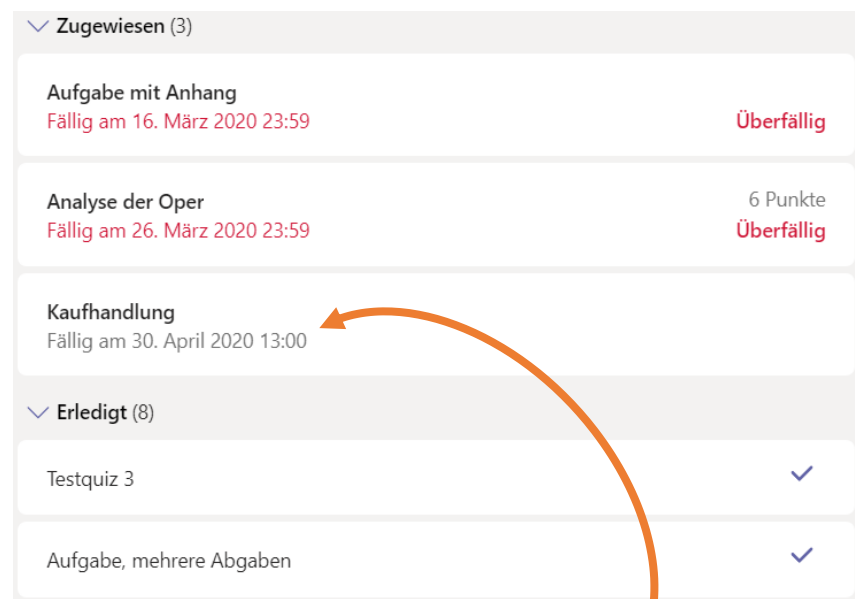 Zugewiesen (3)
Aufgabe mit Anhang
Fällig am 16. März 2020 23:59
Überfällig
Analyse der Oper
6 Punkte
Fällig am 26. März 2020 23:59
Überfällig
Kaufhandlung
Fällig am 30. April 2020 13:00
Erledigt (8)
Testquiz 3
Aufgabe, mehrere Abgaben